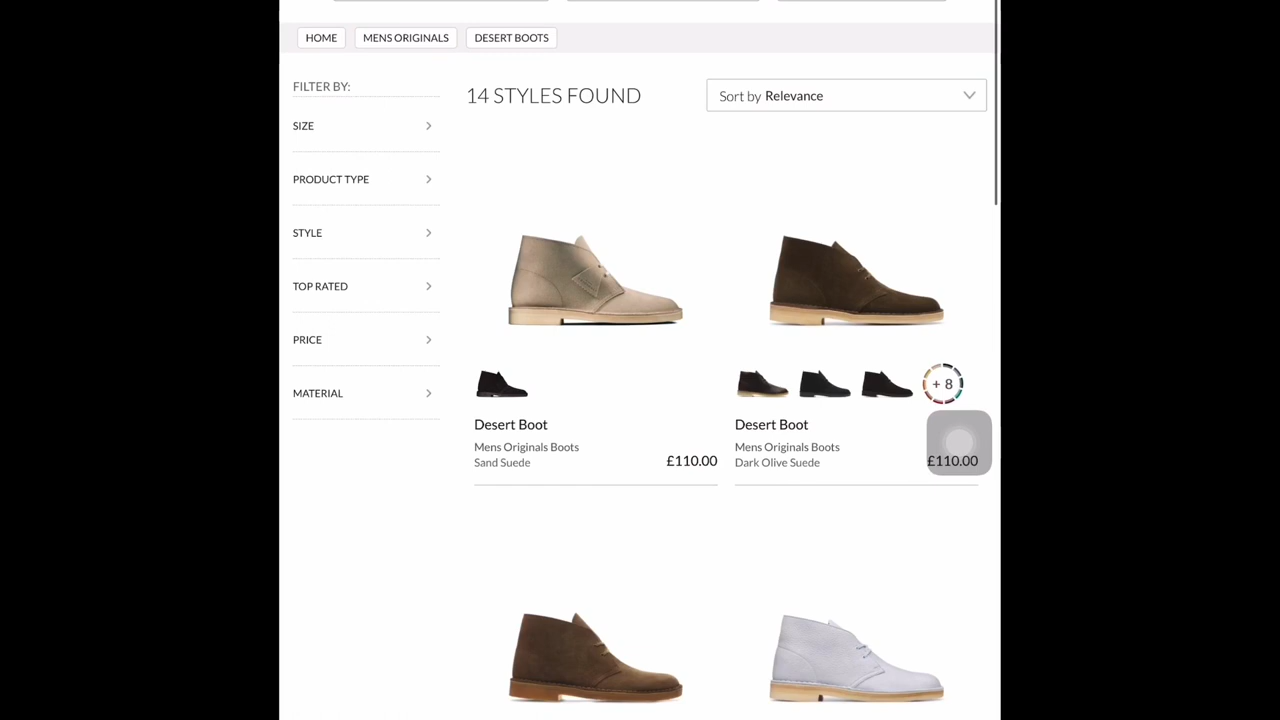 HOME MENS ORIGINALS DESERT BOOTS
FILTER BY:
14 STYLES FOUND
Sort by Relevance
SIZE
PRODUCT TYPE
STYLE
TOP RATED
PRICE
MATERIAL
+ 8
Desert Boot
Mens Originals Boots
Sand Suede
£110.00
Desert Boot
Mens Originals Boots
Dark Olive Suede
£110.00